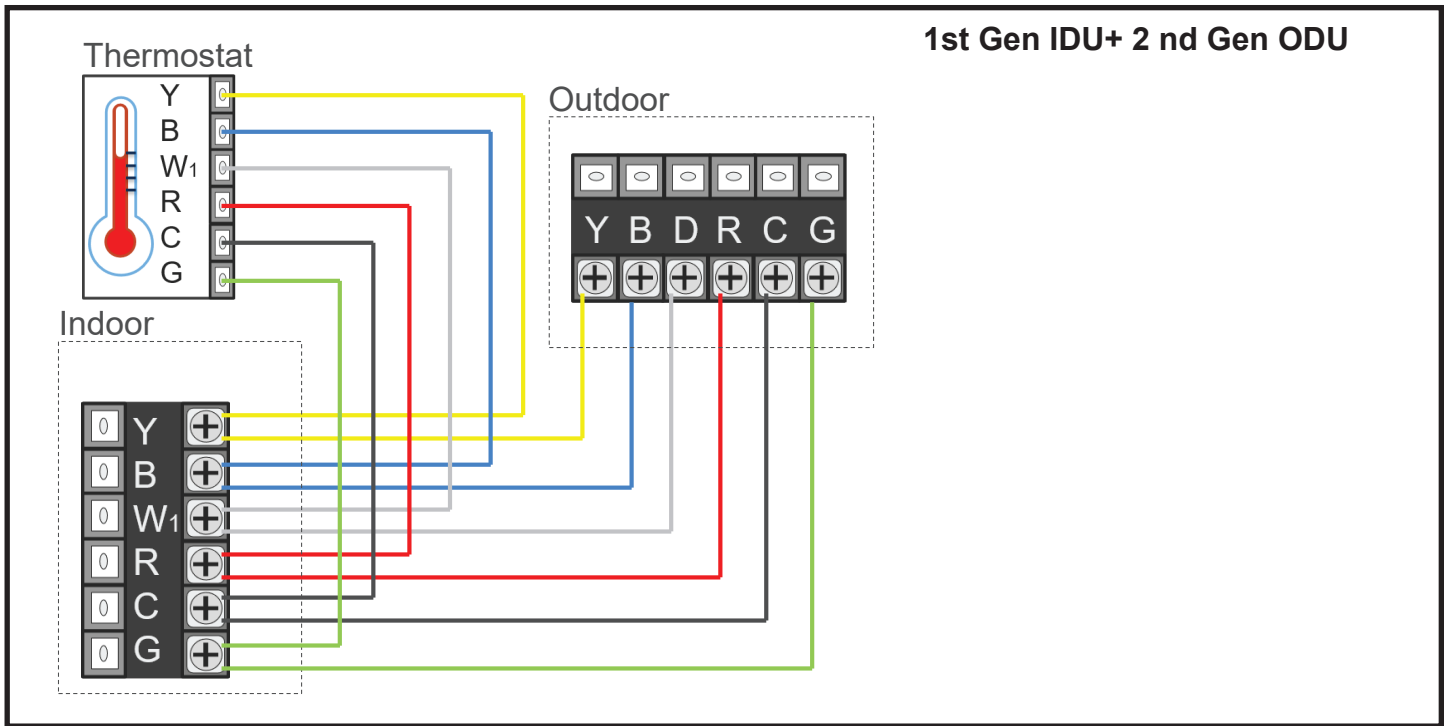 1st Gen IDU+ 2 nd Gen ODU
Thermostat
Y
B
W1
R
C
G
Outdoor
Y B D R C G
Indoor
Y
B
W1
R
C
G